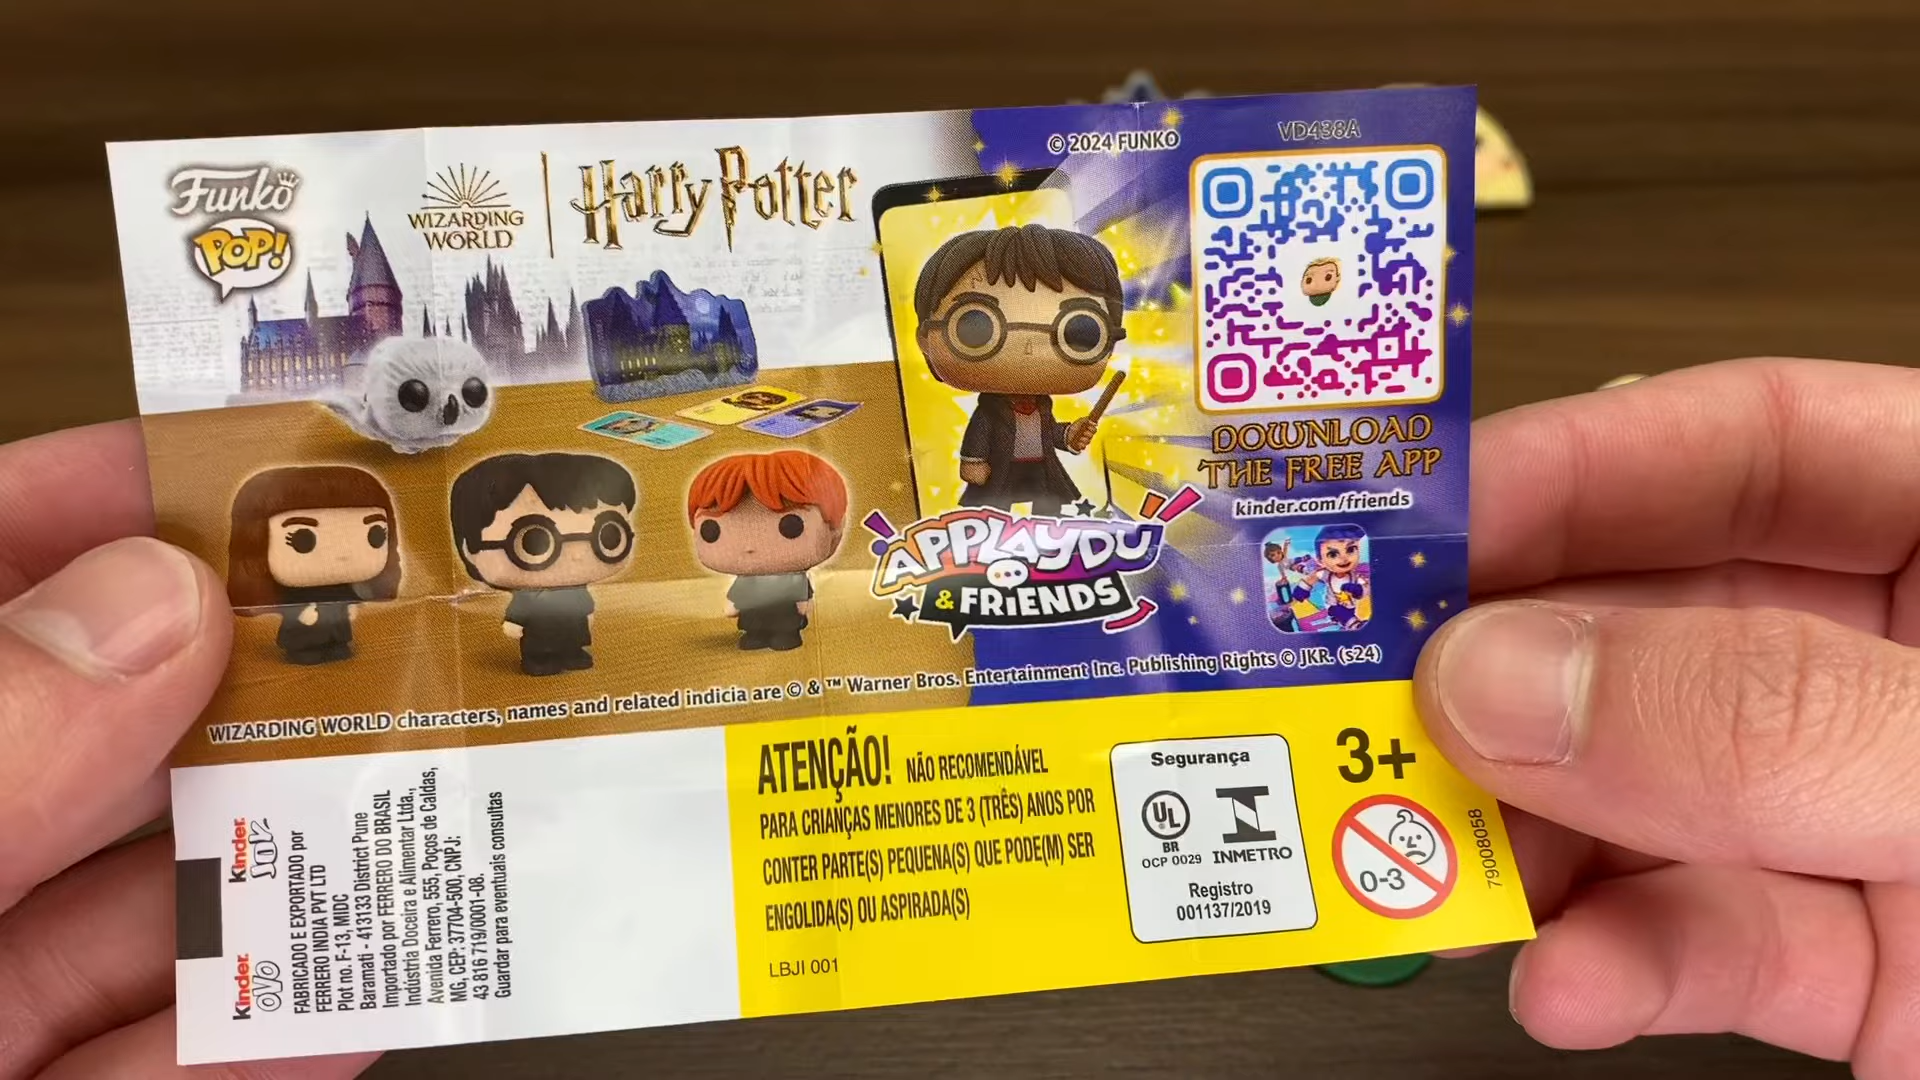 Funko
POP!
WIZARDING
WORLD
Harry Potter
© 2024 FUNKO
VD438A
DOWNLOAD
THE FREE APP
kinder.com/friends
APPLAYDU
& FRiENDS
WIZARDING WORLD characters, names and related indicia are © & ™ Warner Bros. Entertainment Inc. Publishing Rights © JKR. (s24)
Kinder
OVO
Kinder
JOY
FABRICADO E EXPORTADO por
FERRERO INDIA PVT LTD
Plot no. F-13, MIDC
Baramati - 413133 District Pune
Importado por FERRERO DO BRASIL
Indústria Doceira e Alimentar Ltda.,
Avenida Ferrero, 555, Poços de Caldas,
MG, CEP: 37704-500, CNPJ:
43 816 719/0001-08.
Guardar para eventuais consultas
ATENÇÃO! NÃO RECOMENDÁVEL
PARA CRIANÇAS MENORES DE 3 (TRÊS) ANOS POR
CONTER PARTE(S) PEQUENA(S) QUE PODE(M) SER
ENGOLIDA(S) OU ASPIRADA(S)
LBJI 001
Segurança
UL
BR
OCP 0029
INMETRO
Registro
001137/2019
3+
0-3
79008058